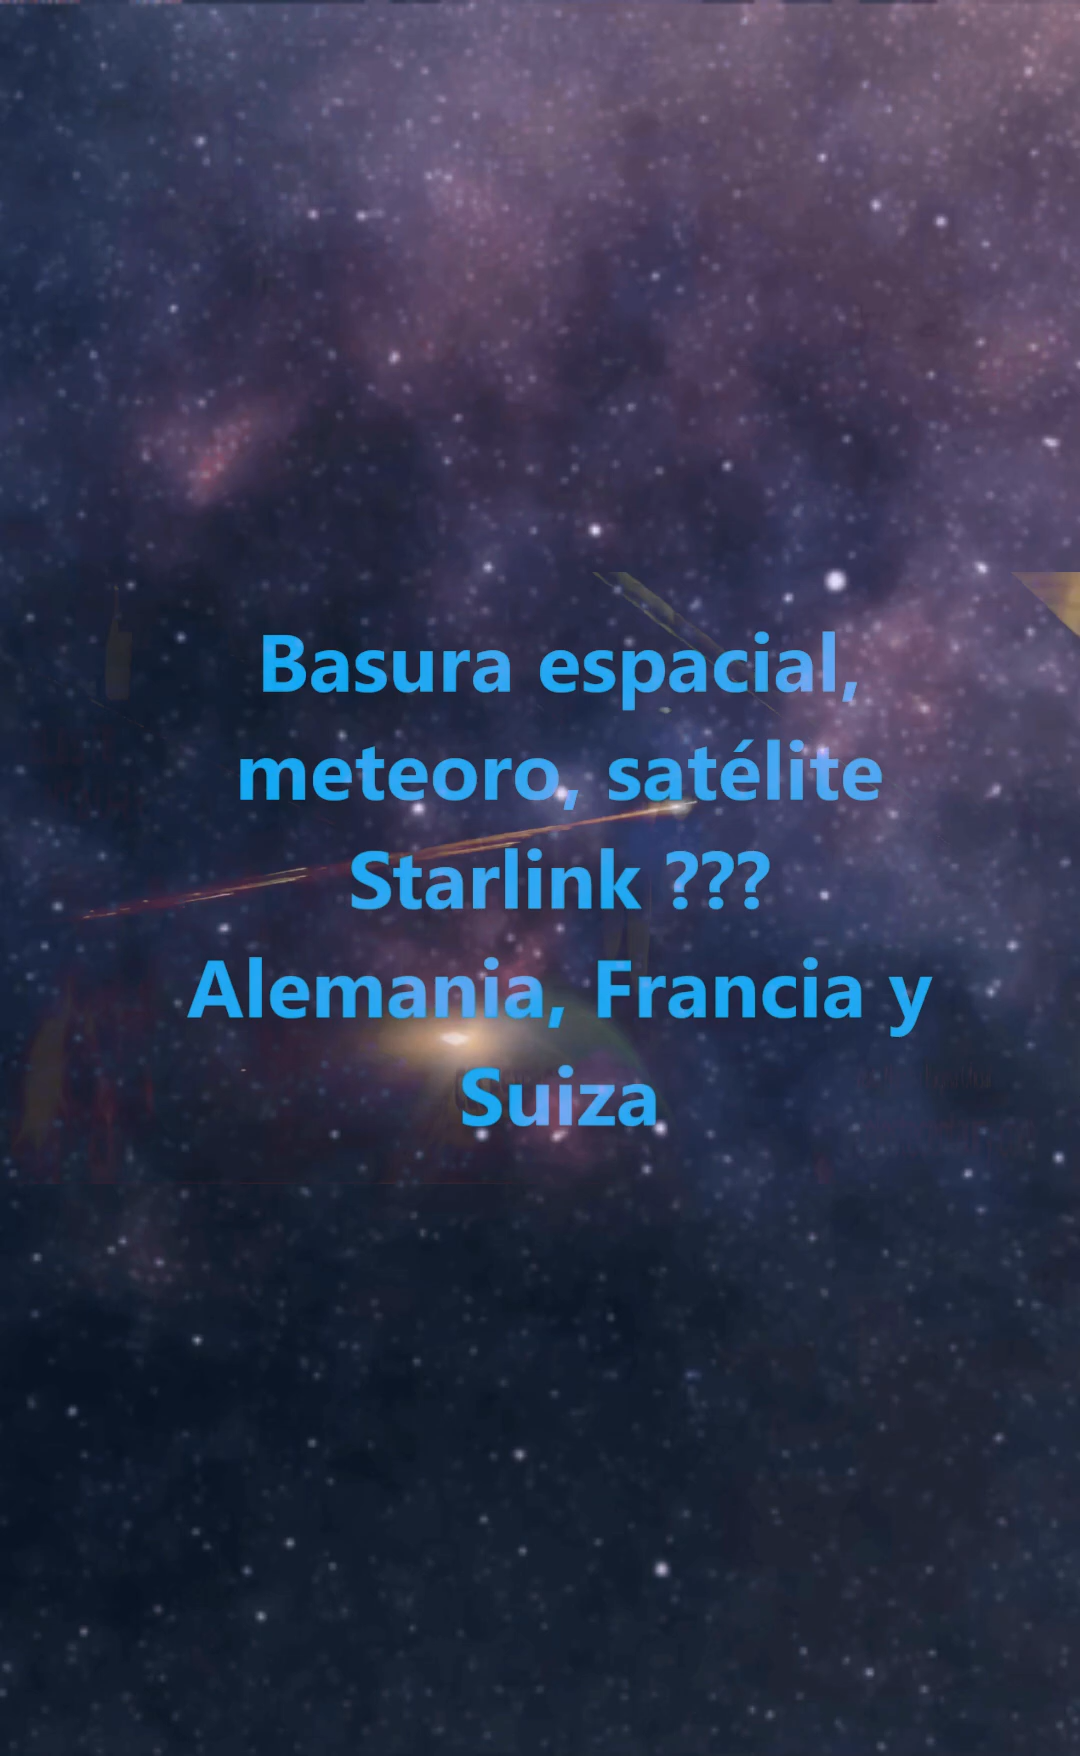 Basura espacial,
meteoro, satélite
Starlink ???
Alemania, Francia y
Suiza